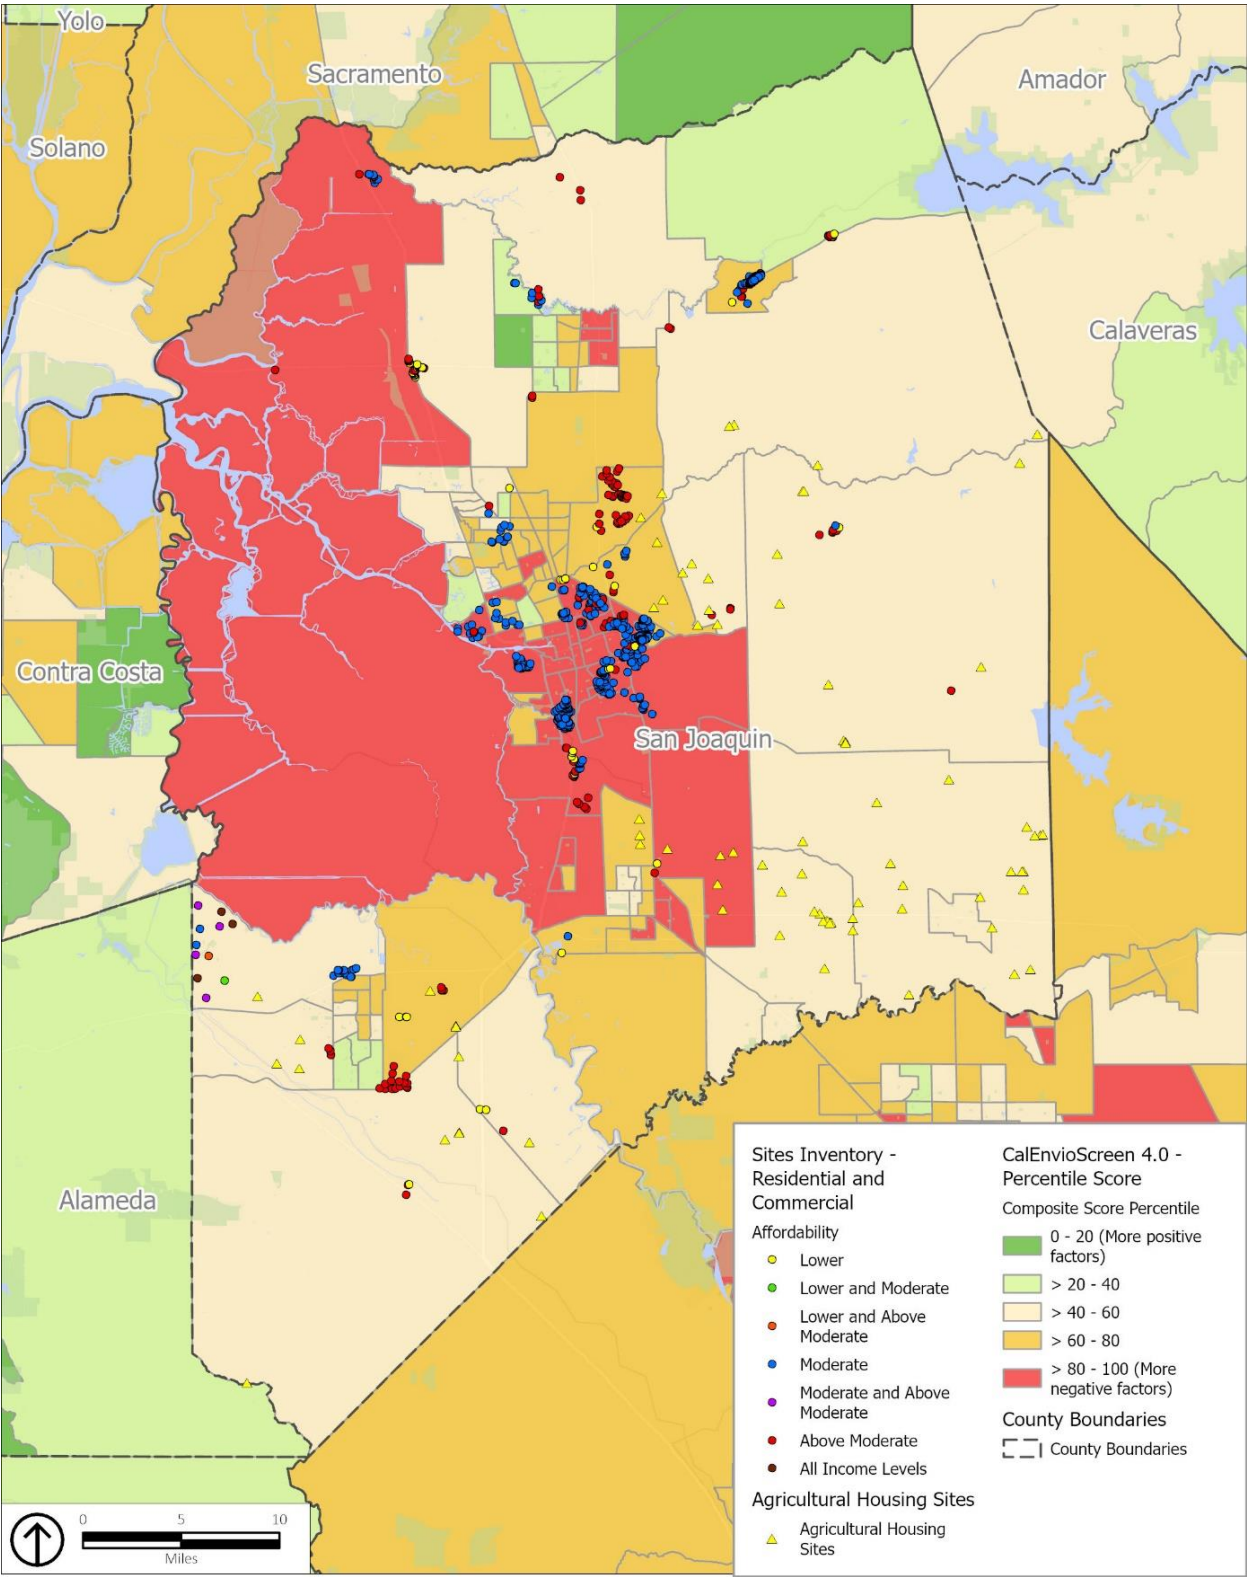 Yolo
Sacramento
Amador
Solano
Calaveras
Contra Costa
San Joaquin
Alameda
Sites Inventory -
Residential and
Commercial
Affordability
Lower
Lower and Moderate
Lower and Above
Moderate
Moderate
Moderate and Above
Moderate
Above Moderate
All Income Levels
Agricultural Housing Sites
Agricultural Housing
Sites
CalEnvioScreen 4.0 -
Percentile Score
Composite Score Percentile
0 - 20 (More positive
factors)
> 20 - 40
> 40 - 60
> 60 - 80
> 80 - 100 (More
negative factors)
County Boundaries
County Boundaries
0 5 10
Miles